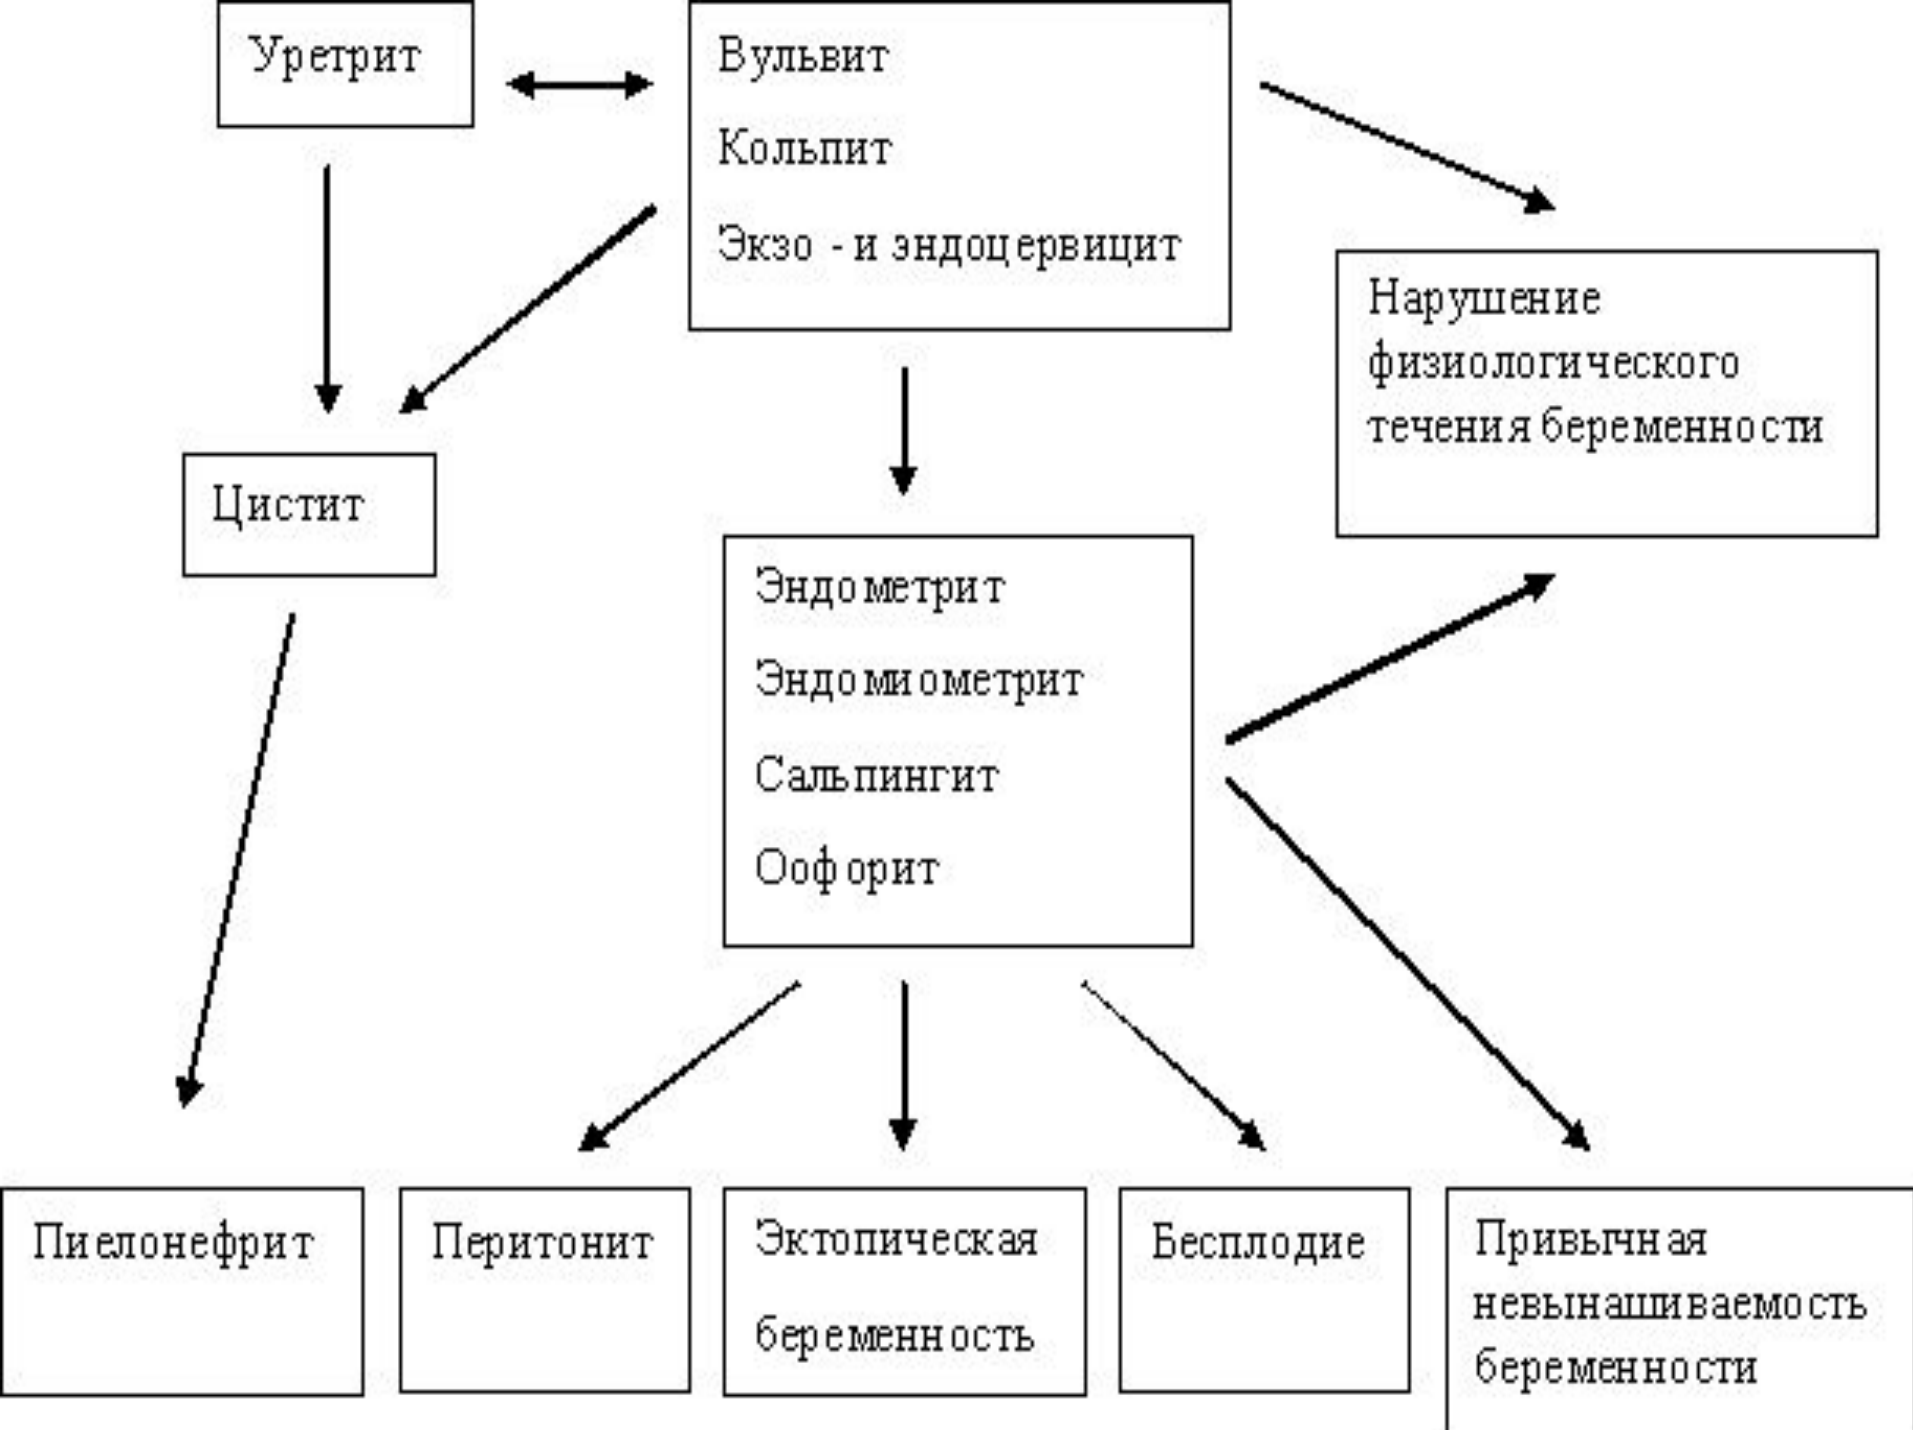 Уретрит
Вульвит
Кольпит
Экзо - и эндоцервицит
Нарушение
физиологического
течения беременности
Цистит
Эндометрит
Эндомиометрит
Сальпингит
Оофорит
Пиелонефрит
Перитонит
Эктопическая
беременность
Бесплодие
Привычная
невынашиваемость
беременности